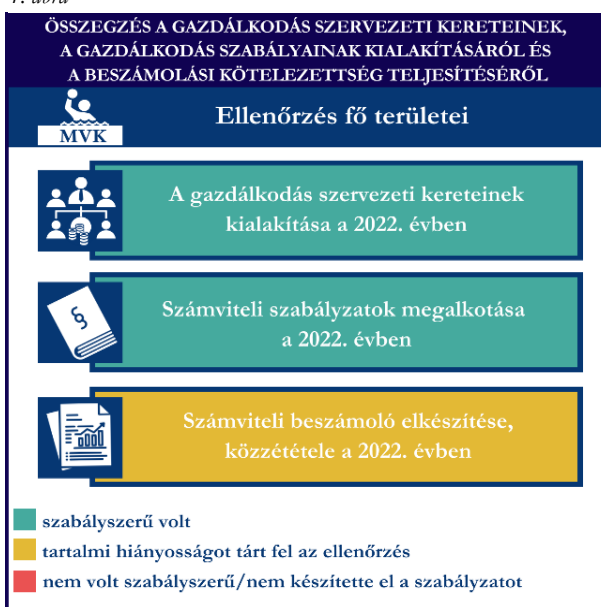 ÖSSZEGZÉS A GAZDÁLKODÁS SZERVEZETI KERETEINEK,
A GAZDÁLKODÁS SZABÁLYAINAK KIALAKÍTÁSÁRÓL ÉS
A BESZÁMOLÁSI KÖTELEZETTSÉG TELJESÍTÉSÉRŐL
MVK
Ellenőrzés fő területei
A gazdálkodás szervezeti kereteinek
kialakítása a 2022. évben
§
Számviteli szabályzatok megalkotása
a 2022. évben
Számviteli beszámoló elkészítése,
közzététele a 2022. évben
szabályszerű volt
tartalmi hiányosságot tárt fel az ellenőrzés
nem volt szabályszerű/nem készítette el a szabályzatot